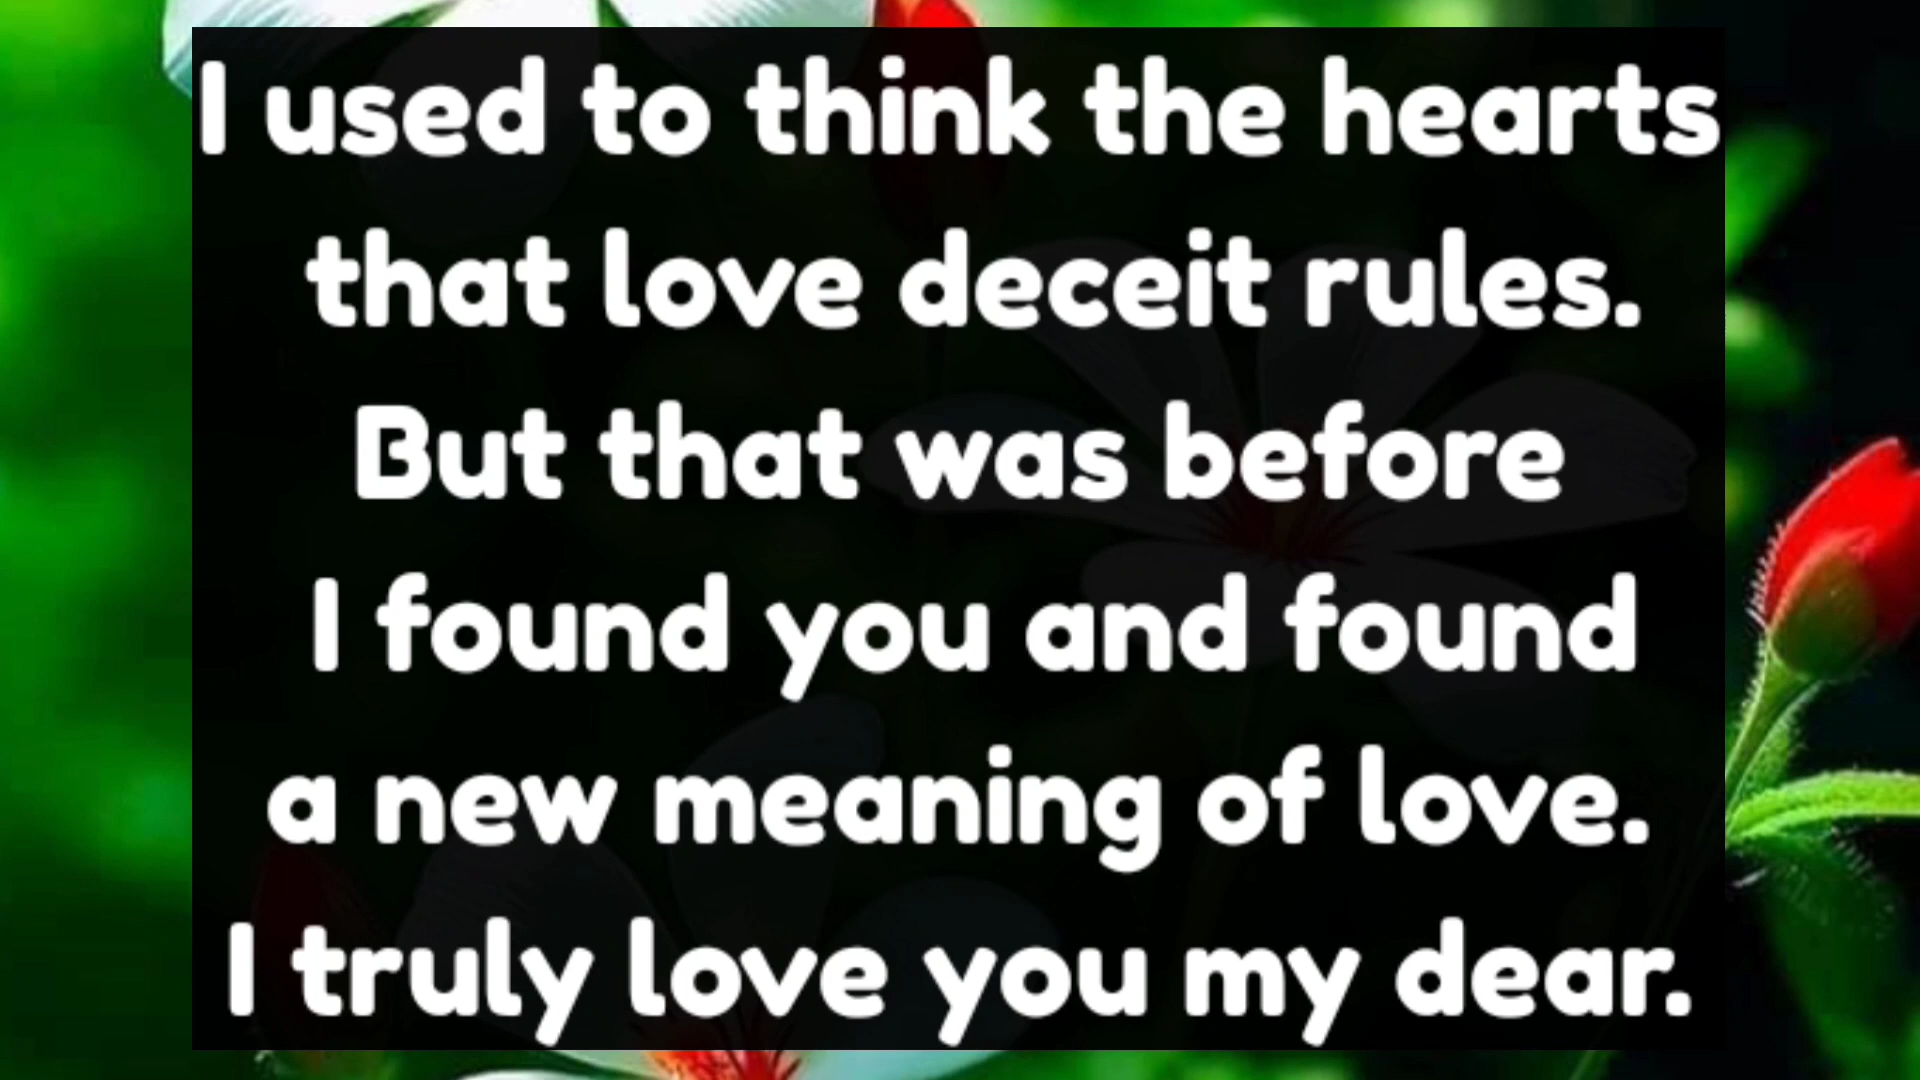 I used to think the hearts
that love deceit rules.
But that was before
I found you and found
a new meaning of love.
I truly love you my dear.